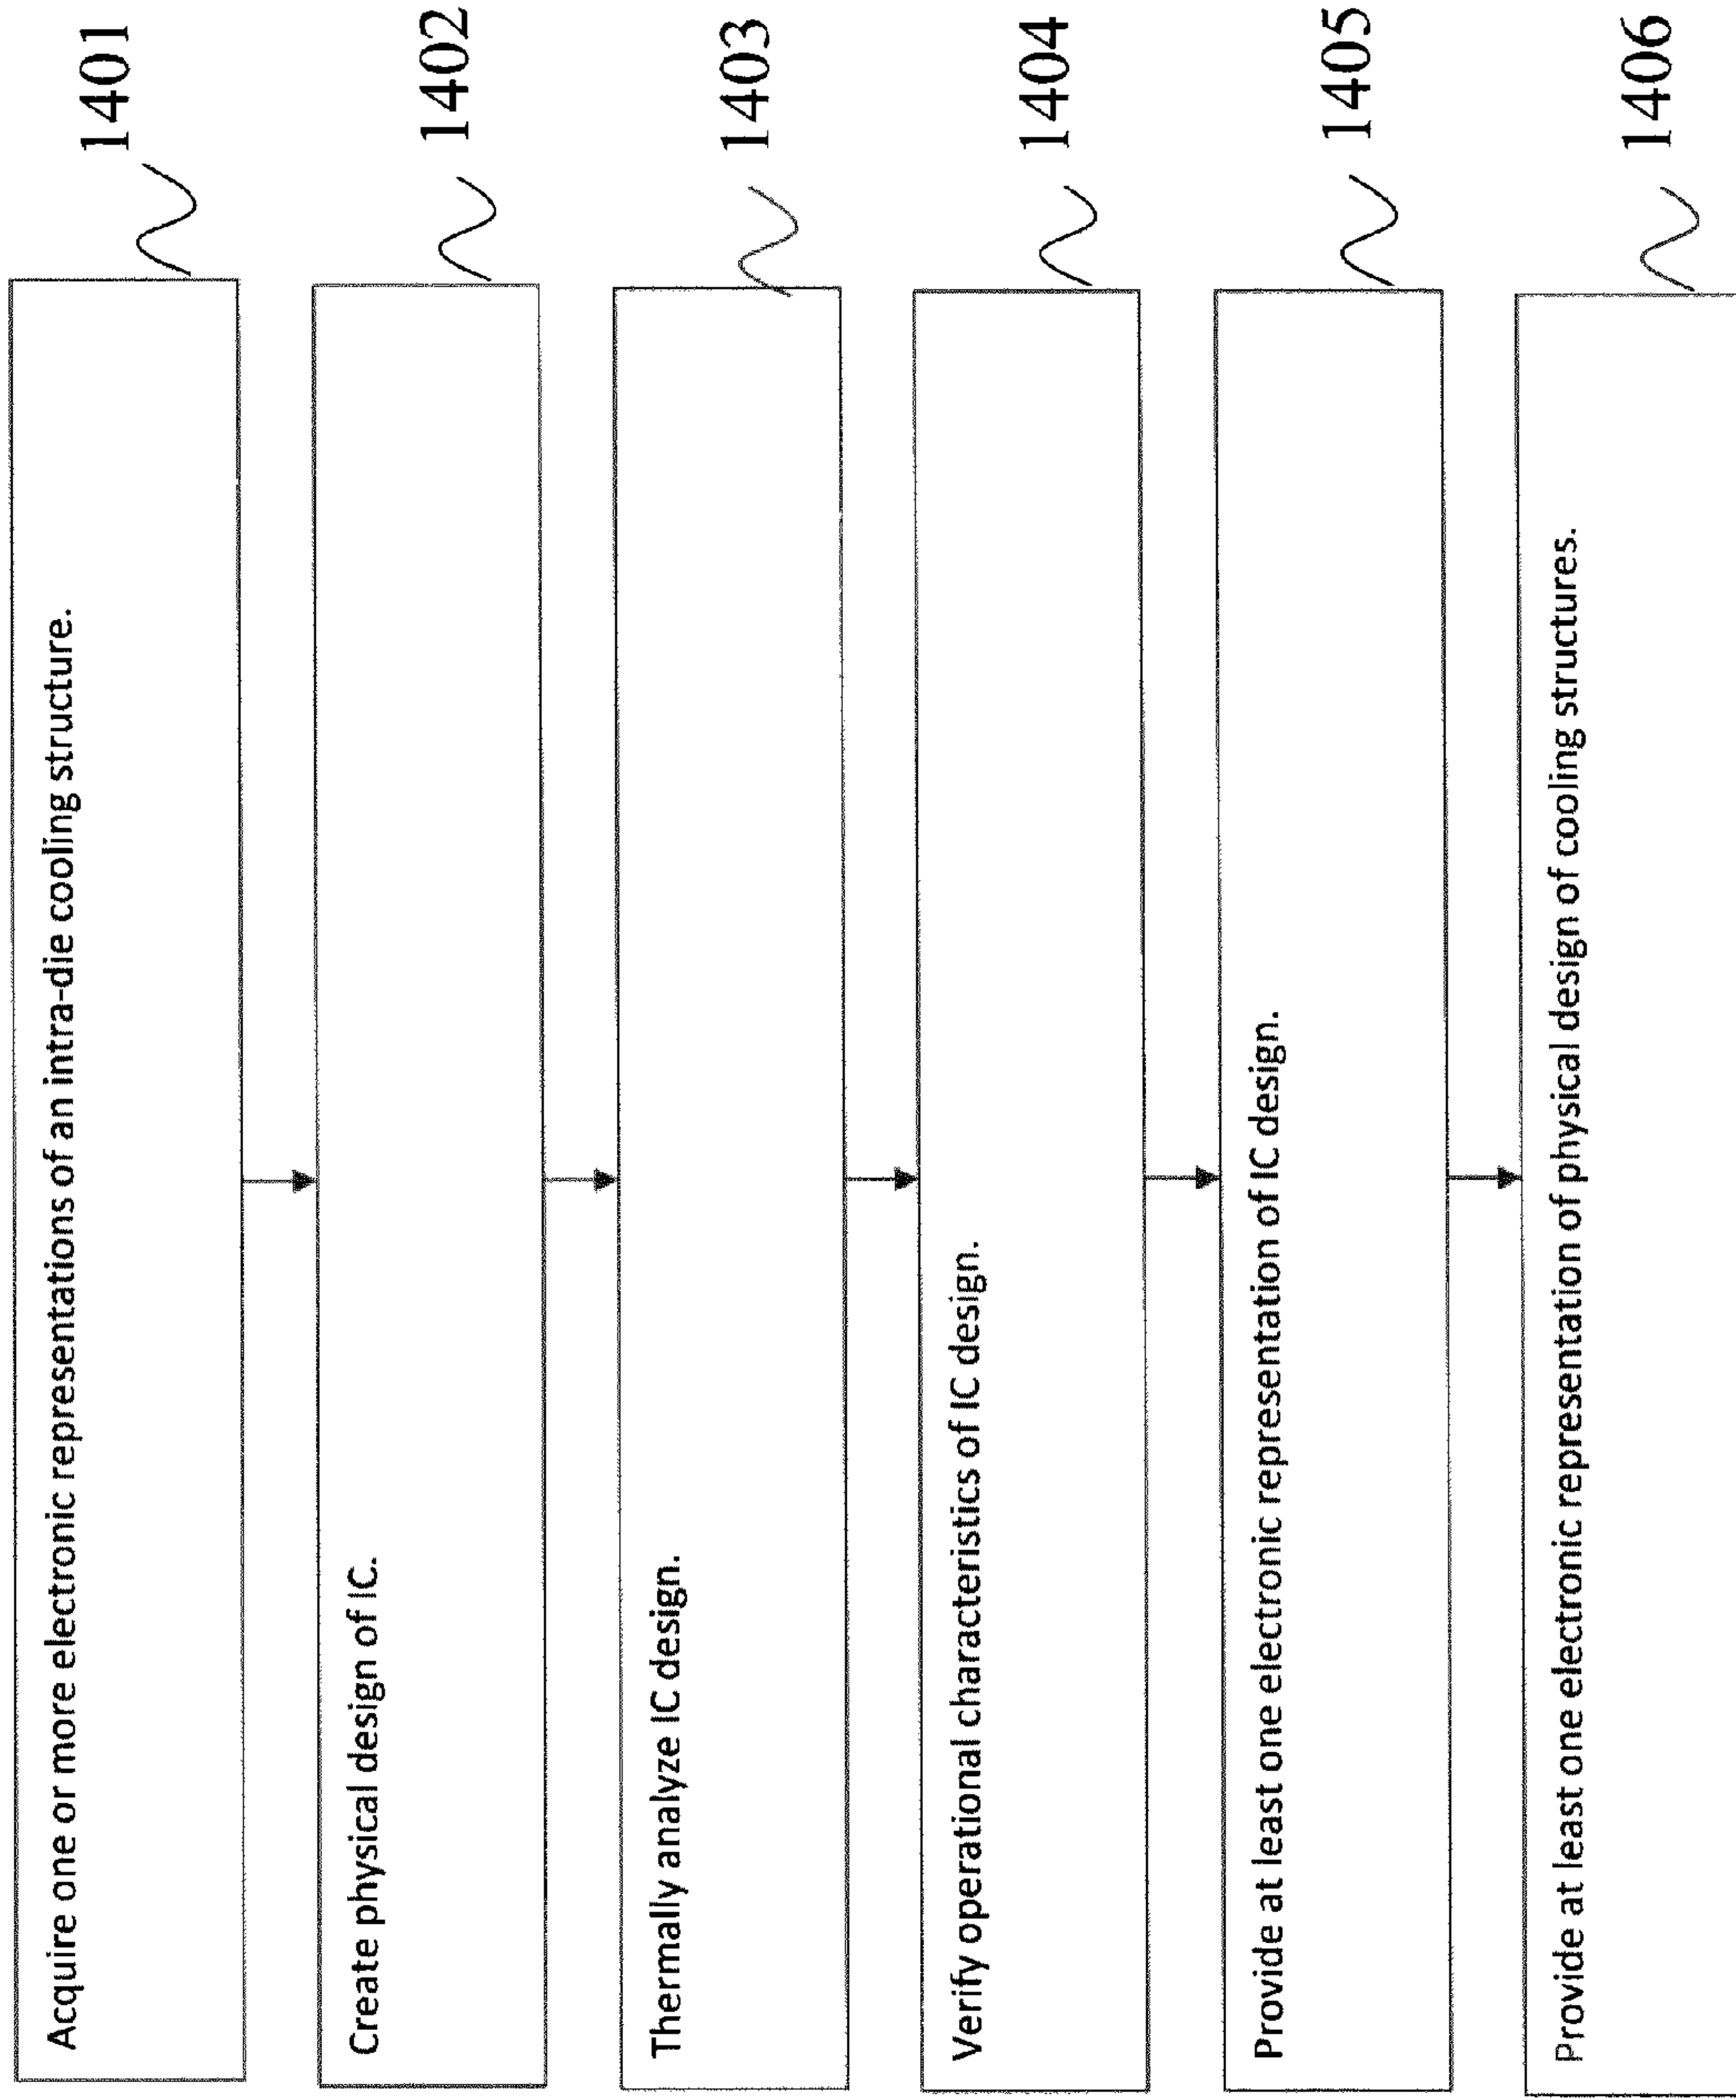 Acquire one or more electronic representations of an intra-die cooling structure.
1401
Create physical design of IC.
1402
Thermally analyze IC design.
1403
Verify operational characteristics of IC design.
1404
Provide at least one electronic representation of IC design.
1405
Provide at least one electronic representation of physical design of cooling structures.
1406